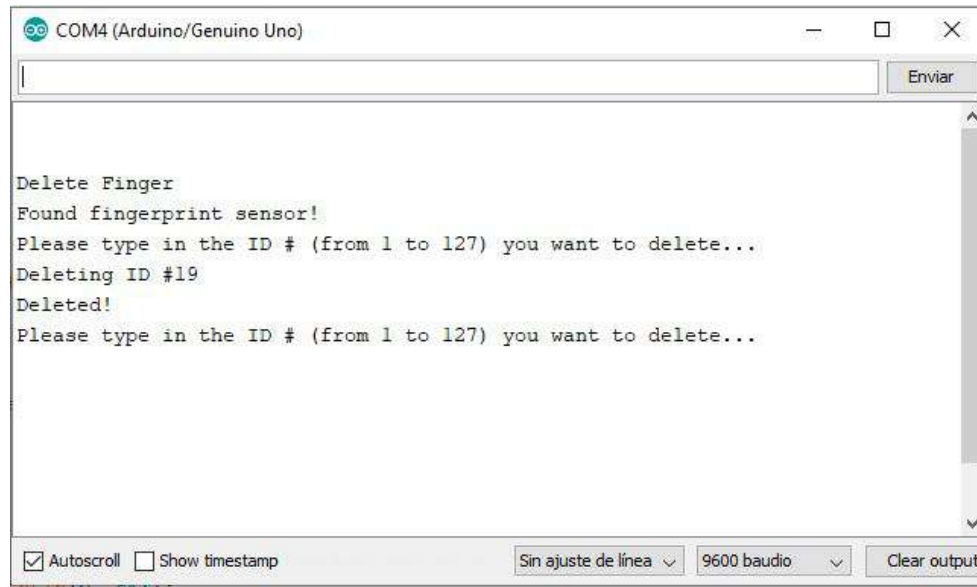 COM4 (Arduino/Genuino Uno)
Enviar
Delete Finger
Found fingerprint sensor!
Please type in the ID # (from 1 to 127) you want to delete...
Deleting ID #19
Deleted!
Please type in the ID # (from 1 to 127) you want to delete...
Autoscroll Show timestamp Sin ajuste de línea 9600 baudio Clear output